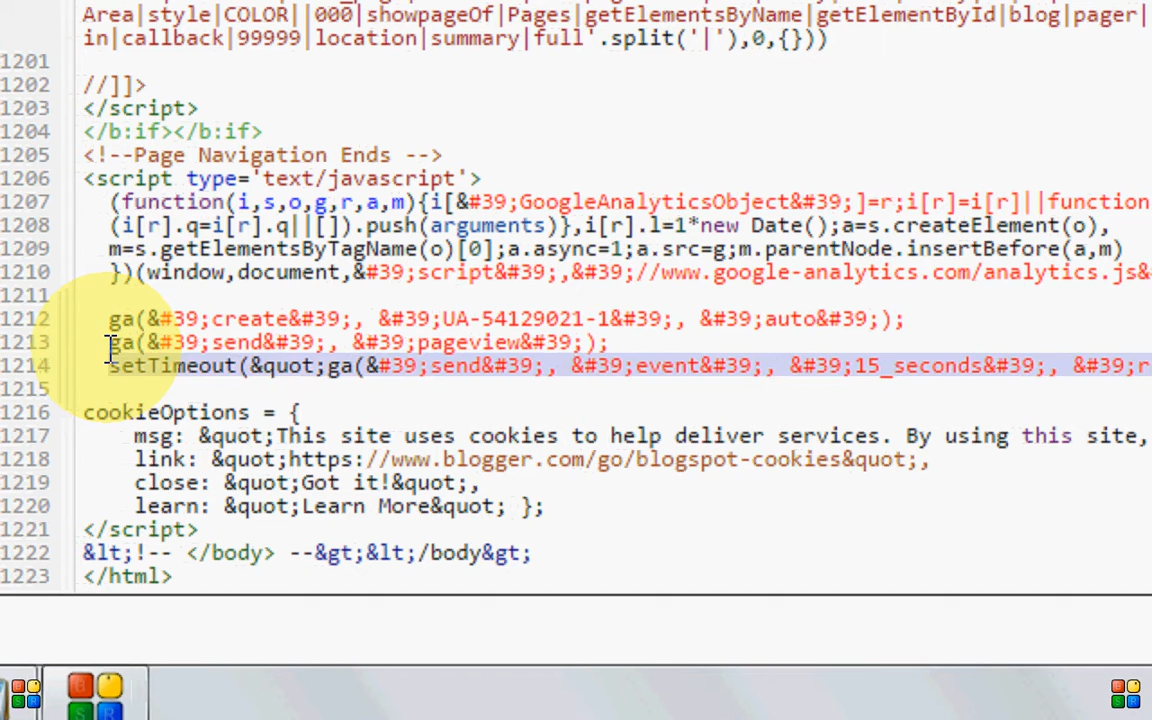 Area|style|COLOR||000|showpageOf|Pages|getElementsByName|getElementById|blog|pager|
in|callback|99999|location|summary|full'.split('|'),0,{}))
1201
1202 //]]>
1203 </script>
1204 </b:if></b:if>
1205 <!--Page Navigation Ends -->
1206 <script type='text/javascript'>
1207 (function(i,s,o,g,r,a,m){i[&#39;GoogleAnalyticsObject&#39;]=r;i[r]=i[r]||function
1208 (i[r].q=i[r].q||[]).push(arguments)},i[r].l=1*new Date();a=s.createElement(o),
1209 m=s.getElementsByTagName(o)[0];a.async=1;a.src=g;m.parentNode.insertBefore(a,m)
1210 })(window,document,&#39;script&#39;,&#39;//www.google-analytics.com/analytics.js&
1211
1212 ga(&#39;create&#39;, &#39;UA-54129021-1&#39;, &#39;auto&#39;);
1213 ga(&#39;send&#39;, &#39;pageview&#39;);
1214 setTimeout(&quot;ga(&#39;send&#39;, &#39;event&#39;, &#39;15_seconds&#39;, &#39;r
1215
1216 cookieOptions = {
1217 msg: &quot;This site uses cookies to help deliver services. By using this site,
1218 link: &quot;https://www.blogger.com/go/blogspot-cookies&quot;,
1219 close: &quot;Got it!&quot;,
1220 learn: &quot;Learn More&quot; };
1221 </script>
1222 &lt;!-- </body> --&gt;&lt;/body&gt;
1223 </html>